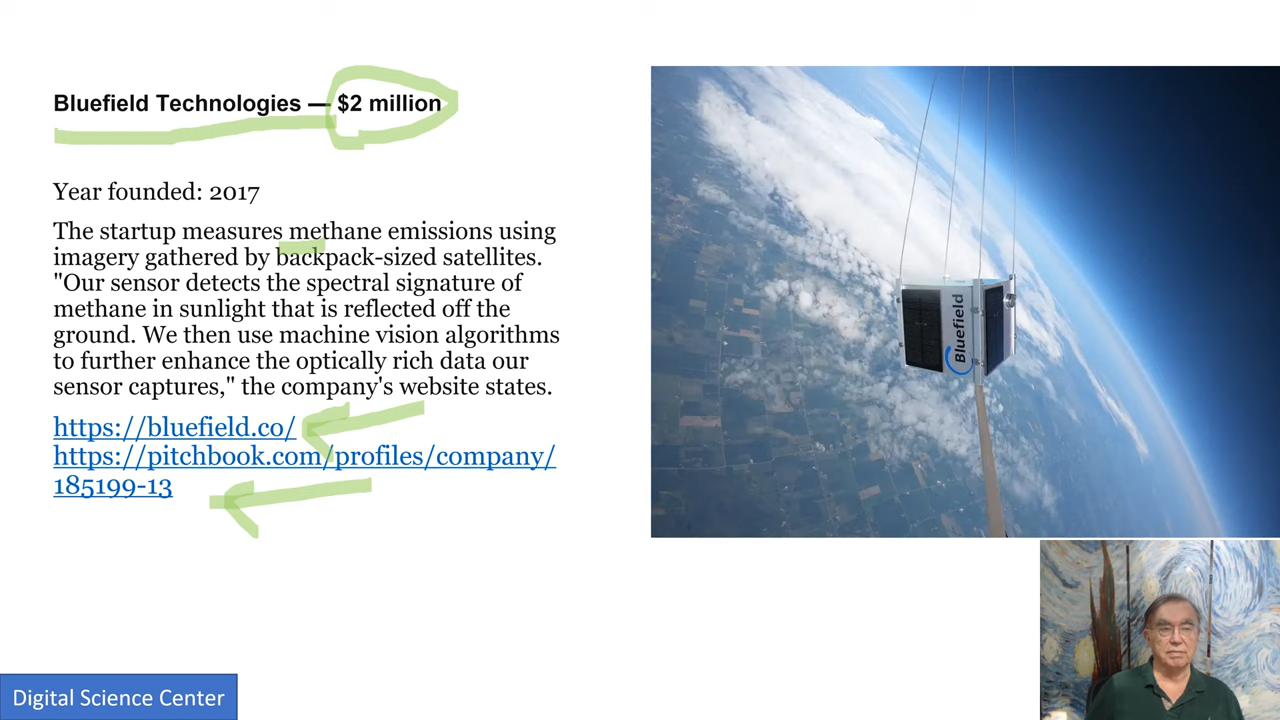 Bluefield Technologies — $2 million
Year founded: 2017
The startup measures methane emissions using
imagery gathered by backpack-sized satellites.
"Our sensor detects the spectral signature of
methane in sunlight that is reflected off the
ground. We then use machine vision algorithms
to further enhance the optically rich data our
sensor captures," the company's website states.
https://bluefield.co/
https://pitchbook.com/profiles/company/
185199-13
Bluefield
Digital Science Center